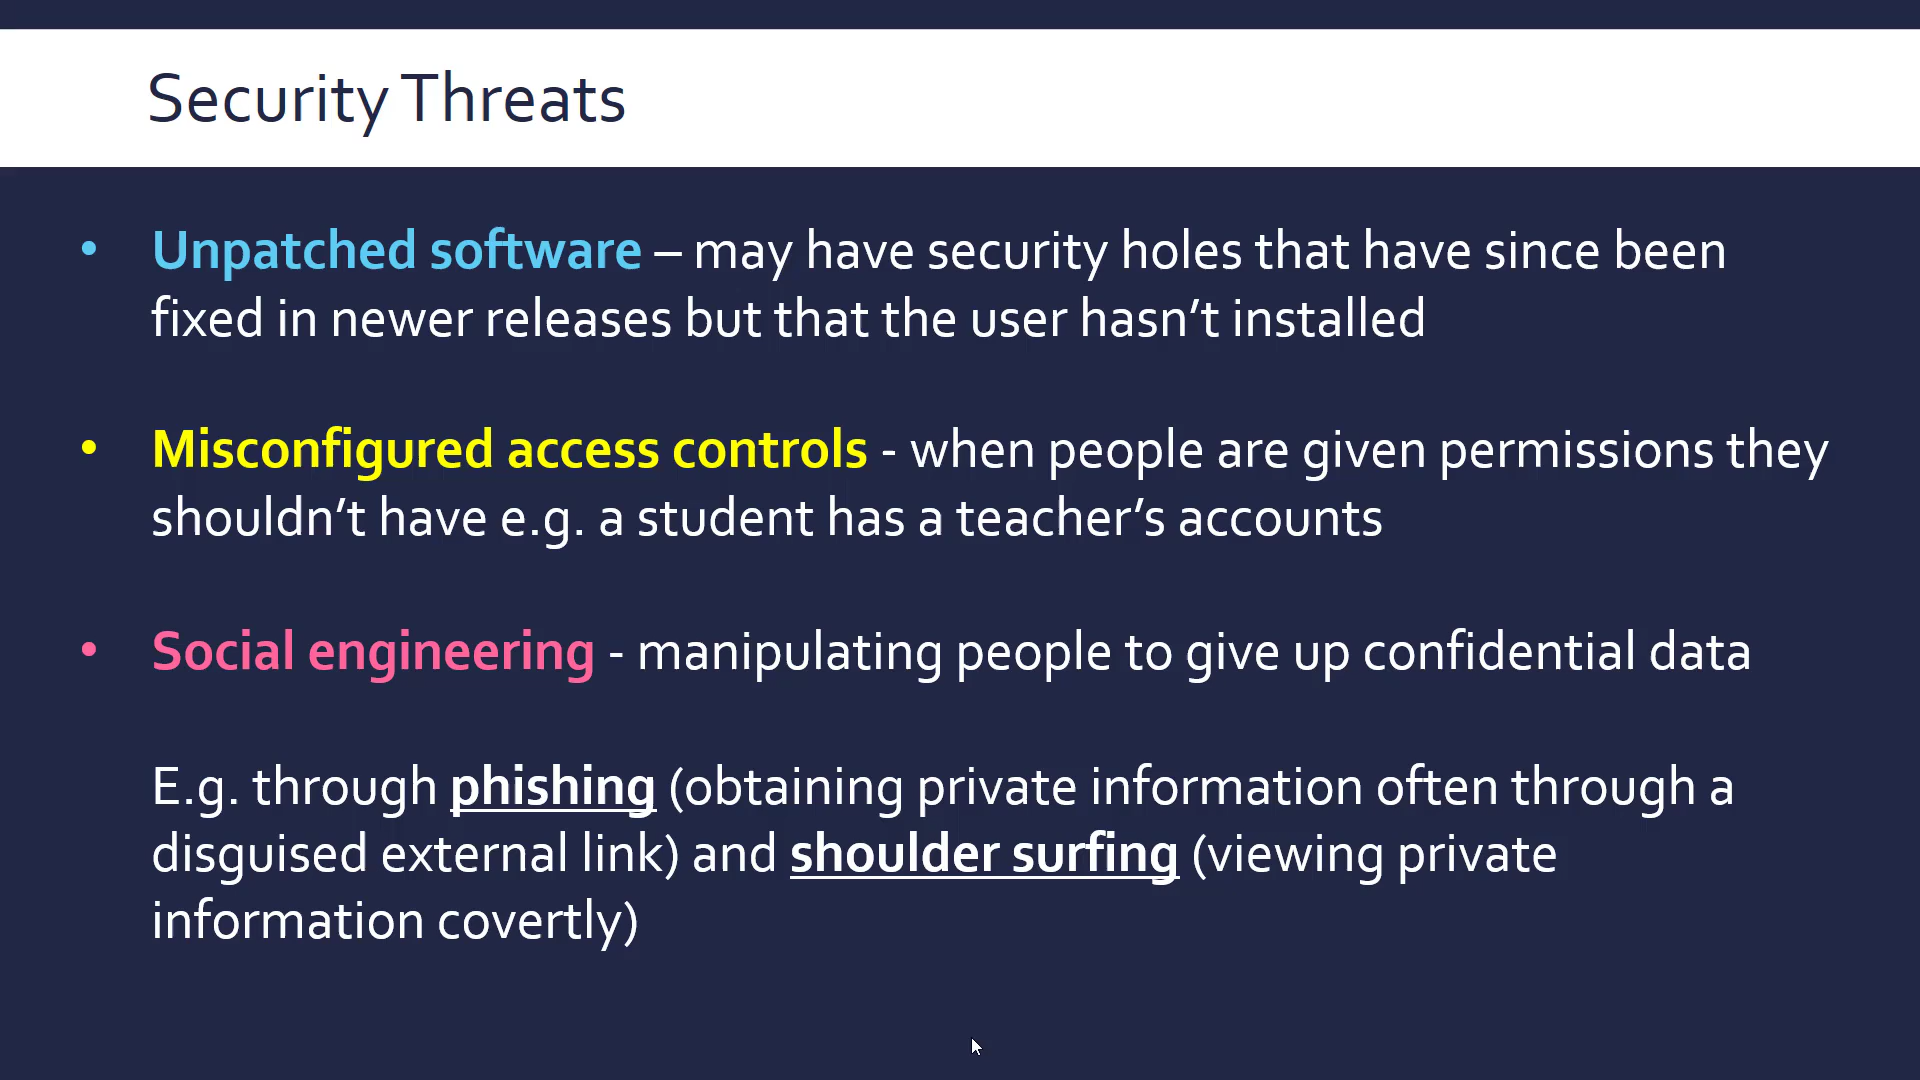 Security Threats
• Unpatched software – may have security holes that have since been
fixed in newer releases but that the user hasn’t installed
• Misconfigured access controls - when people are given permissions they
shouldn’t have e.g. a student has a teacher’s accounts
• Social engineering - manipulating people to give up confidential data
E.g. through phishing (obtaining private information often through a
disguised external link) and shoulder surfing (viewing private
information covertly)